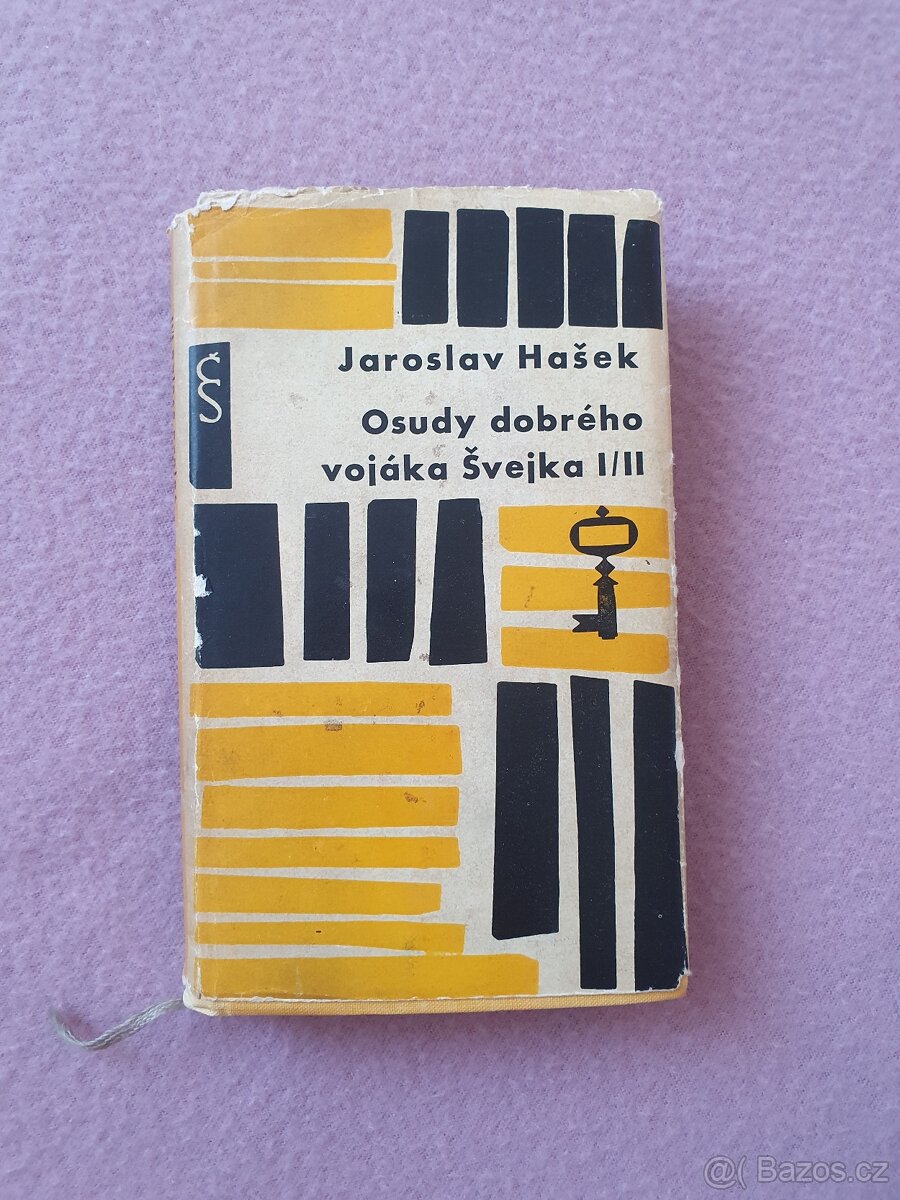 Jaroslav Hašek
Š
Osudy dobrého
vojáka Švejka I/II
@( Bazos.cz